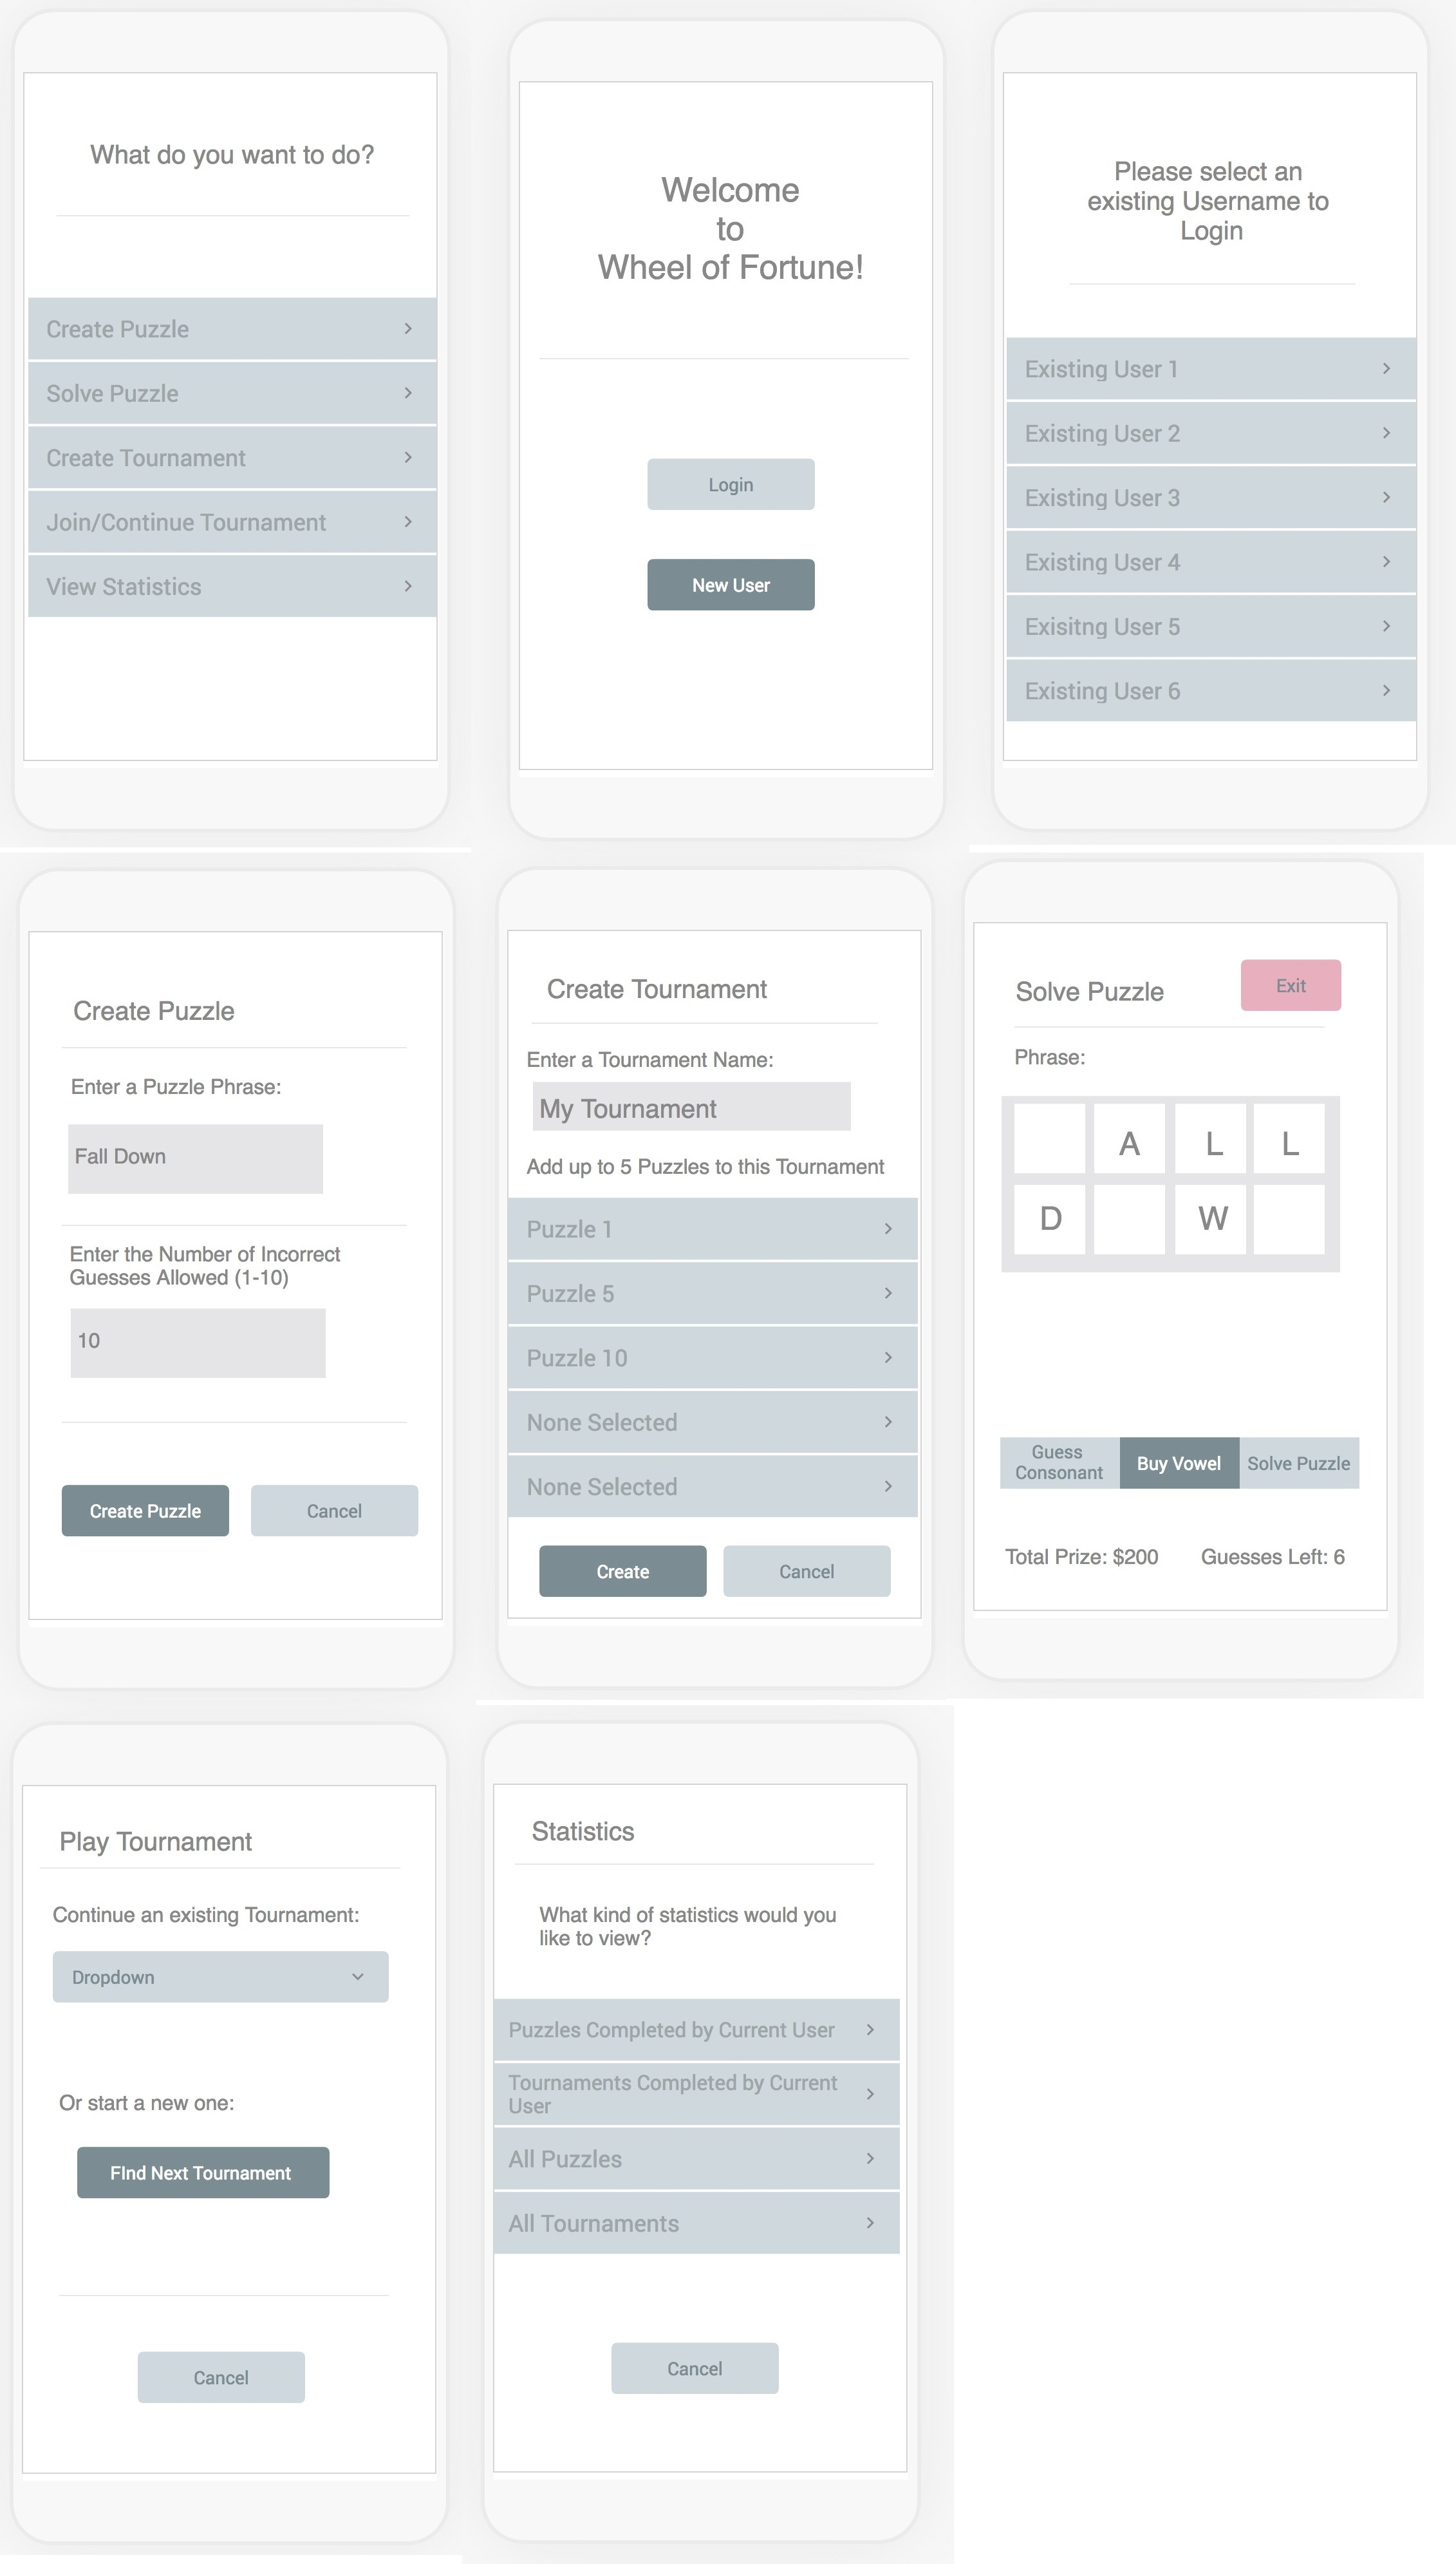 What do you want to do?
Create Puzzle
Solve Puzzle
Create Tournament
Join/Continue Tournament
View Statistics
Welcome
to
Wheel of Fortune!
Login
New User
Please select an
existing Username to
Login
Existing User 1
Existing User 2
Existing User 3
Existing User 4
Exisitng User 5
Existing User 6
Create Puzzle
Enter a Puzzle Phrase:
Fall Down
Enter the Number of Incorrect
Guesses Allowed (1-10)
10
Create Puzzle
Cancel
Create Tournament
Enter a Tournament Name:
My Tournament
Add up to 5 Puzzles to this Tournament
Puzzle 1
Puzzle 5
Puzzle 10
None Selected
None Selected
Create
Cancel
Solve Puzzle
Exit
Phrase:
A L L
D W
Guess
Consonant
Buy Vowel
Solve Puzzle
Total Prize: $200
Guesses Left: 6
Play Tournament
Continue an existing Tournament:
Dropdown
Or start a new one:
FInd Next Tournament
Cancel
Statistics
What kind of statistics would you
like to view?
Puzzles Completed by Current User
Tournaments Completed by Current
User
All Puzzles
All Tournaments
Cancel